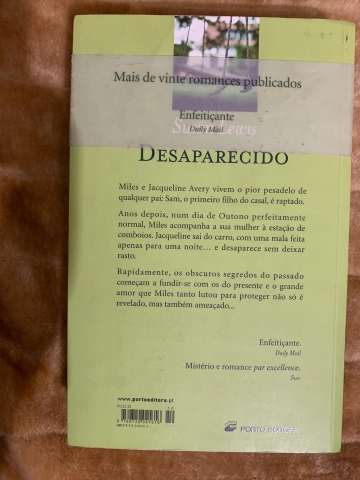 Mais de vinte romances publicados
Enfeitiçante
Daily Mail
Lewis
DESAPARECIDO
Miles e Jacqueline Avery vivem o pior pesadelo de
qualquer pai: Sam, o primeiro filho do casal, é raptado.
Anos depois, num dia de Outono perfeitamente
normal, Miles acompanha a sua mulher à estação de
comboios. Jacqueline sai do carro, com uma mala feita
apenas para uma noite... e desaparece sem deixar
rasto.
Rapidamente, os obscuros segredos do passado
começam a fundir-se com os do presente e o grande
amor que Miles tanto lutou para proteger não só é
revelado, mas também ameaçado...
Enfeitiçante.
Daily Mail
Mistério e romance par excellence.
Sun
www.portoeditora.pt
PORTO EDITORA